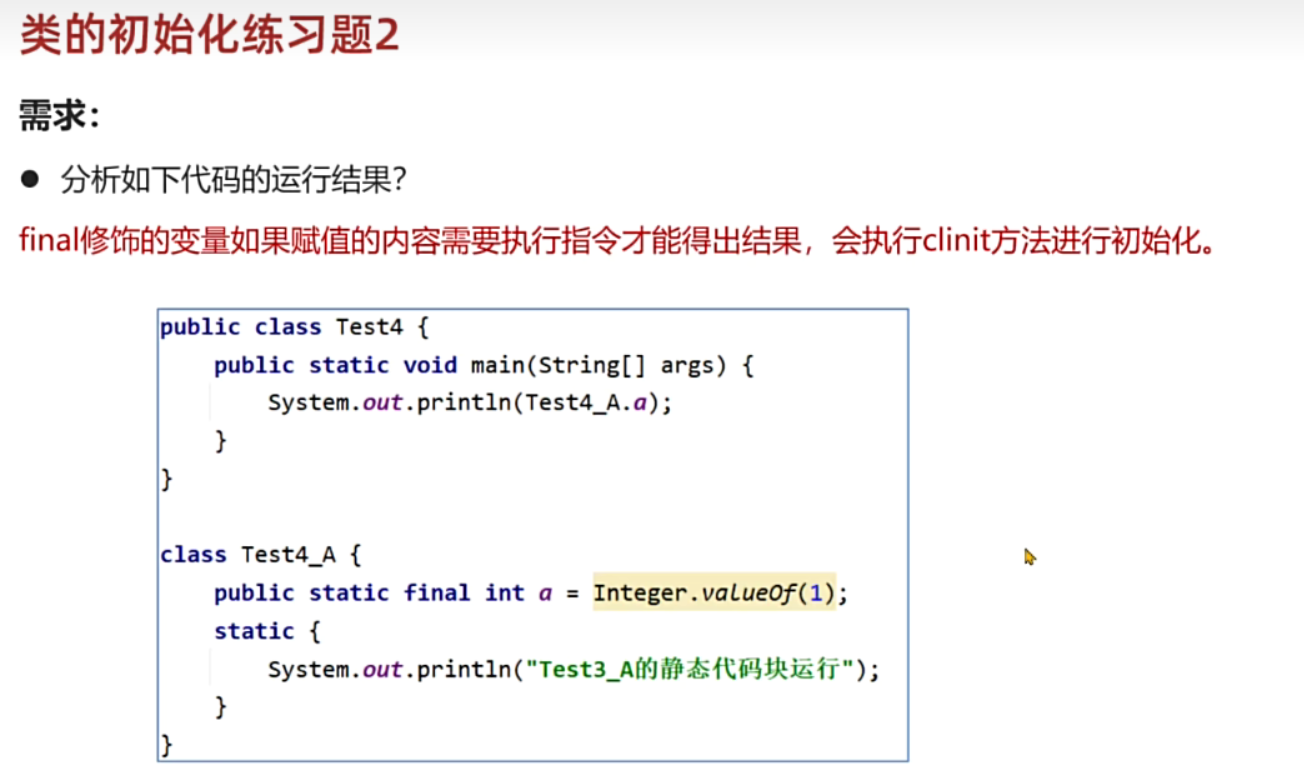 类的初始化练习题2
需求：
● 分析如下代码的运行结果？
final修饰的变量如果赋值的内容需要执行指令才能得出结果，会执行clinit方法进行初始化。
public class Test4 {
    public static void main(String[] args) {
        System.out.println(Test4_A.a);
    }
}
class Test4_A {
    public static final int a = Integer.valueOf(1);
    static {
        System.out.println("Test3_A的静态代码块运行");
    }
}